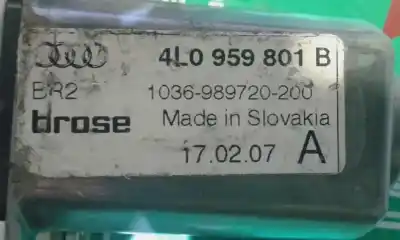 4L0 959 801 B
BR2 1036-989720-200
brose Made in Slovakia
17.02.07 A